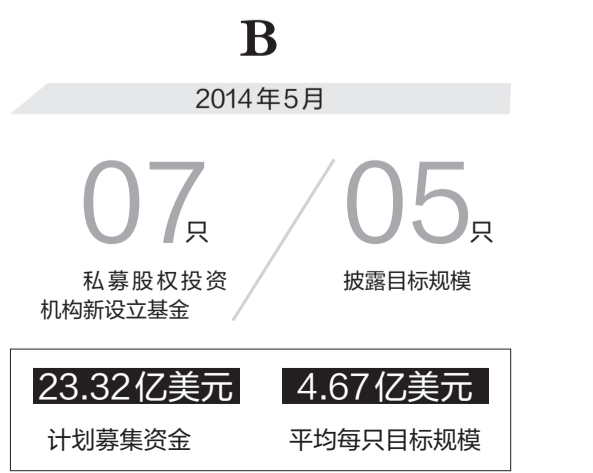 B
2014年5月
07只
05只
私募股权投资
机构新设立基金
披露目标规模
23.32亿美元
4.67亿美元
计划募集资金
平均每只目标规模